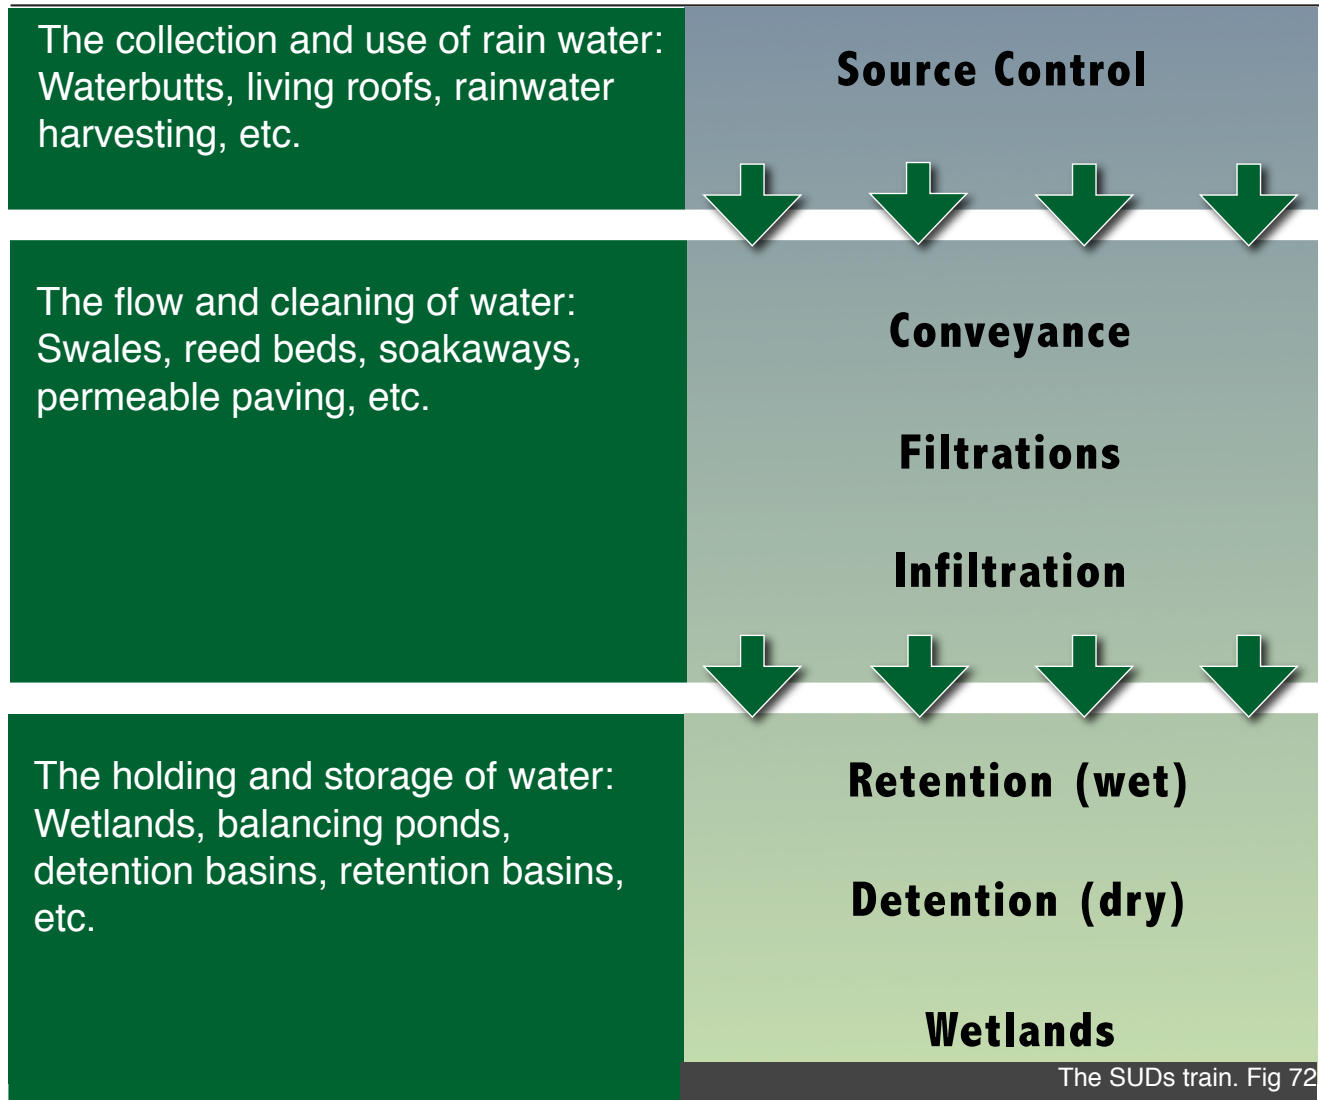 The collection and use of rain water:
Waterbutts, living roofs, rainwater
harvesting, etc.
Source Control
The flow and cleaning of water:
Swales, reed beds, soakaways,
permeable paving, etc.
Conveyance
Filtrations
Infiltration
The holding and storage of water:
Wetlands, balancing ponds,
detention basins, retention basins,
etc.
Retention (wet)
Detention (dry)
Wetlands
The SUDs train. Fig 72